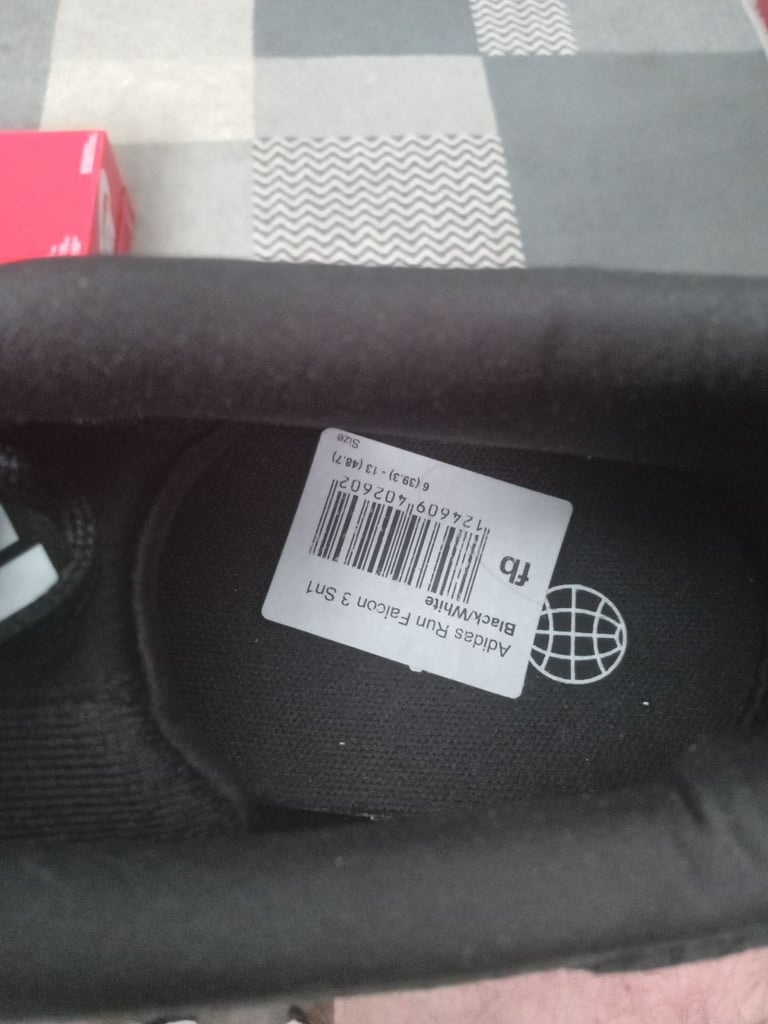 Adidas Run Falcon 3 Sn1
Black/White
fb
124609 402602
6 (39.3) - 13 (48.7)
Size